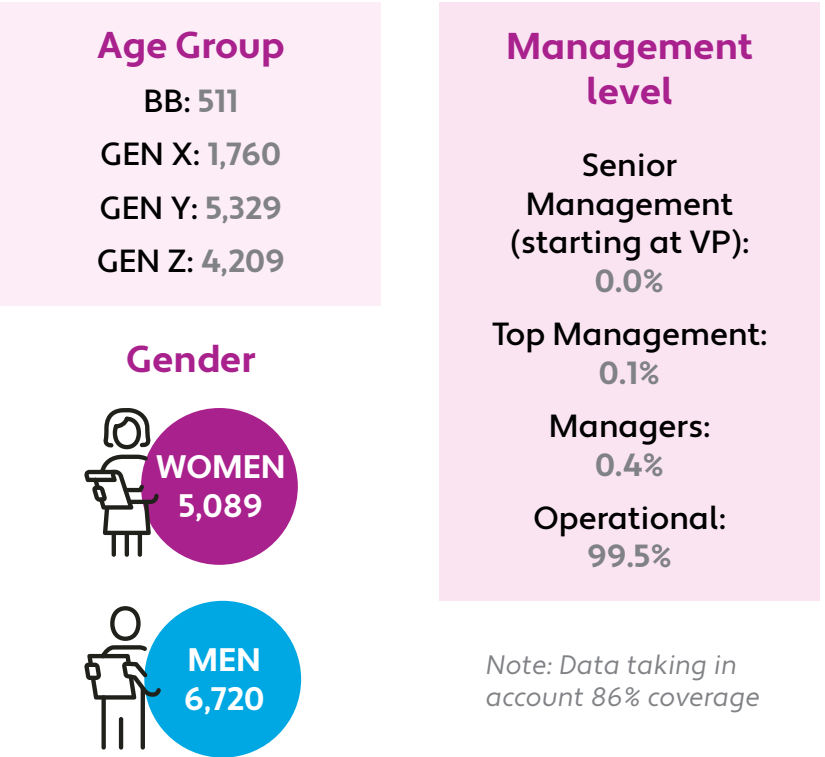 Age Group
BB: 511
GEN X: 1,760
GEN Y: 5,329
GEN Z: 4,209
Gender
WOMEN
5,089
MEN
6,720
Management
level
Senior
Management
(starting at VP):
0.0%
Top Management:
0.1%
Managers:
0.4%
Operational:
99.5%
Note: Data taking in
account 86% coverage